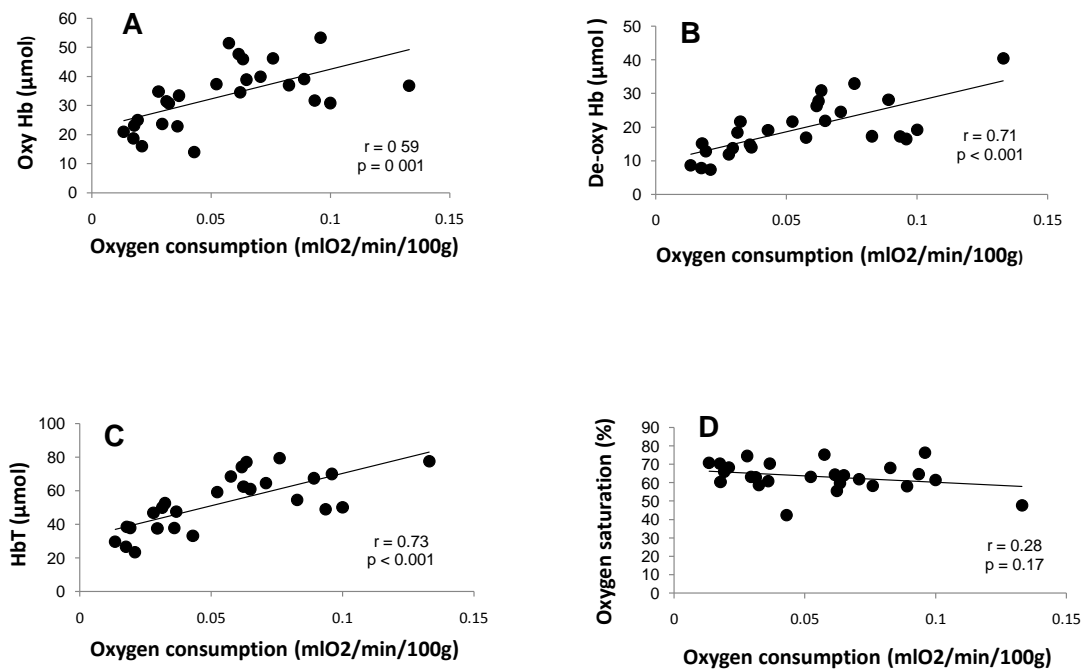 A
Oxy Hb (µmol)
60
50
40
30
20
10
0
r = 0 59
p = 0 001
0
0.05
0.1
0.15
Oxygen consumption (mlO2/min/100g)
B
De-oxy Hb (µmol)
50
40
30
20
10
0
r = 0.71
p < 0.001
0
0.05
0.1
0.15
Oxygen consumption (mlO2/min/100g)
C
HbT (µmol)
100
80
60
40
20
0
r = 0.73
p < 0.001
0
0.05
0.1
0.15
Oxygen consumption (mlO2/min/100g)
D
Oxygen saturation (%)
90
80
70
60
50
40
30
20
10
0
r = 0.28
p = 0.17
0
0.05
0.1
0.15
Oxygen consumption (mlO2/min/100g)